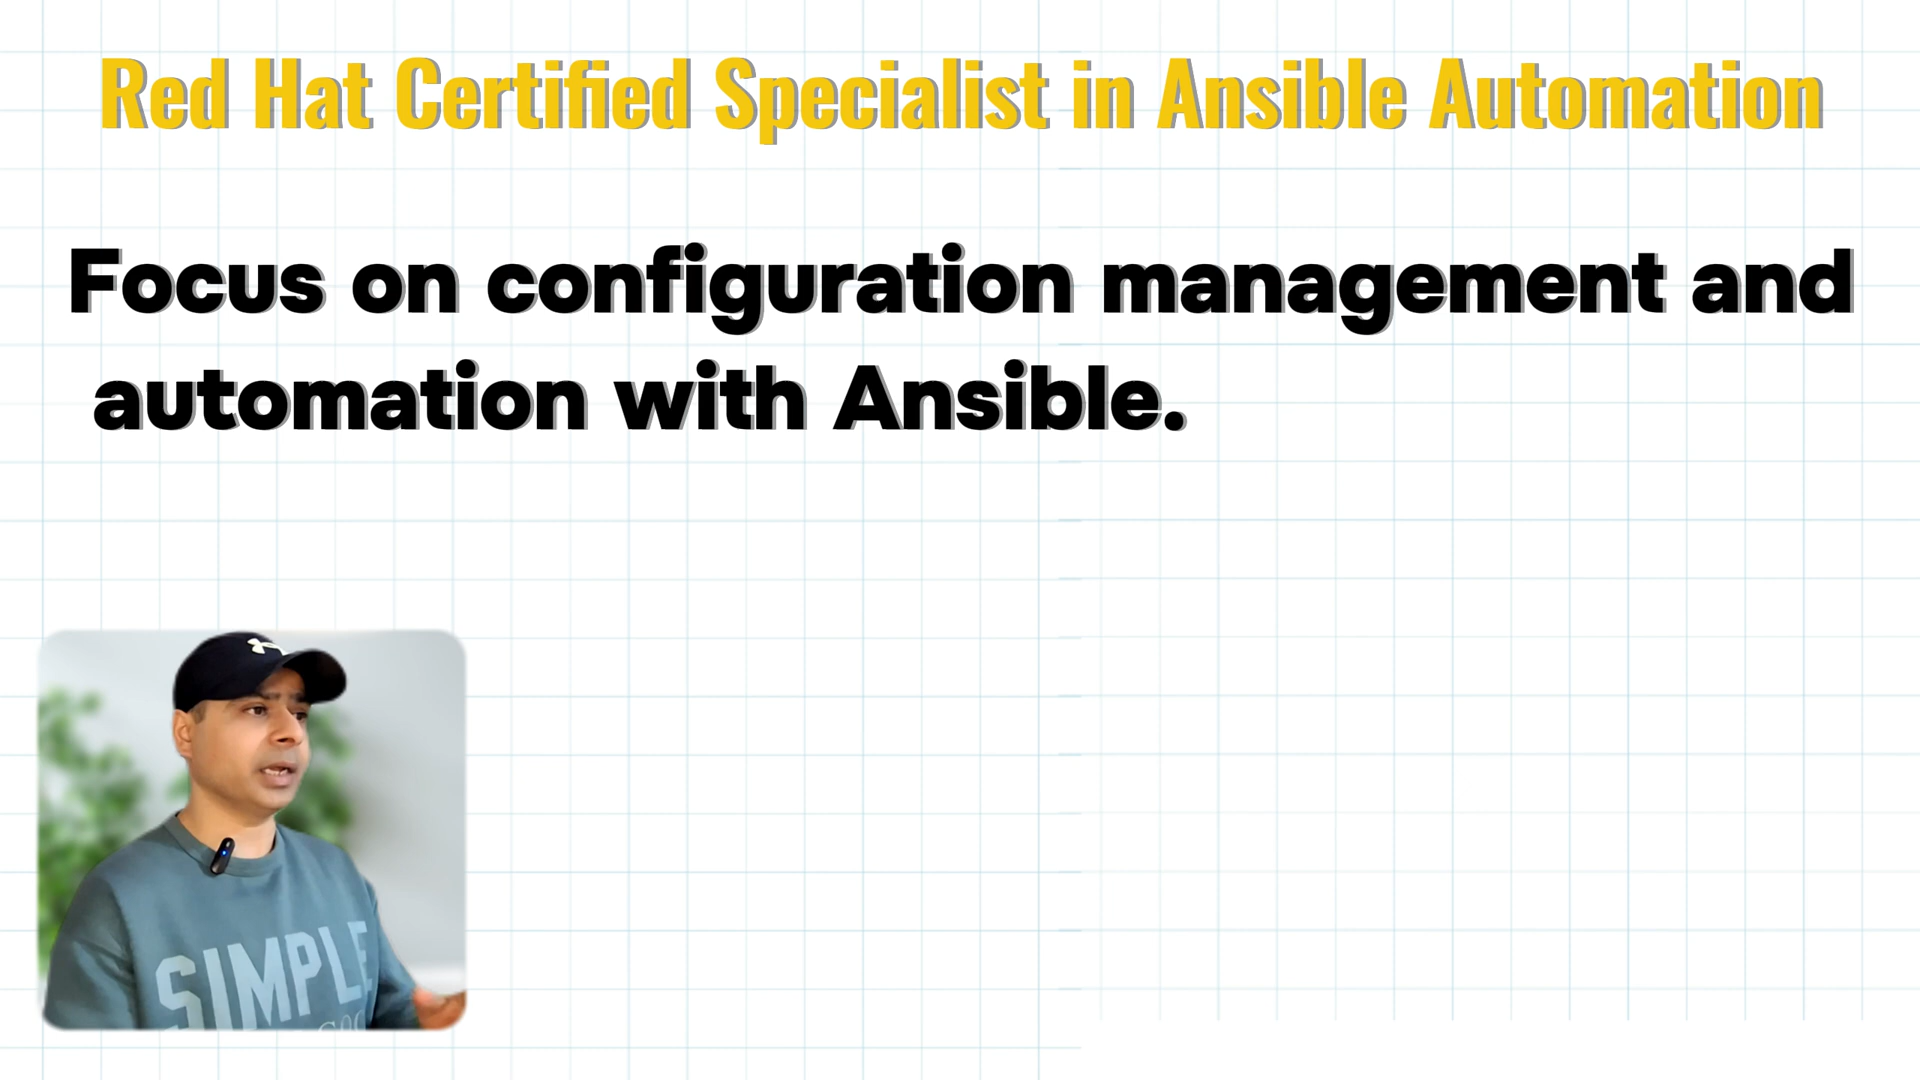 Red Hat Certified Specialist in Ansible Automation
Focus on configuration management and
automation with Ansible.
SIMPLE